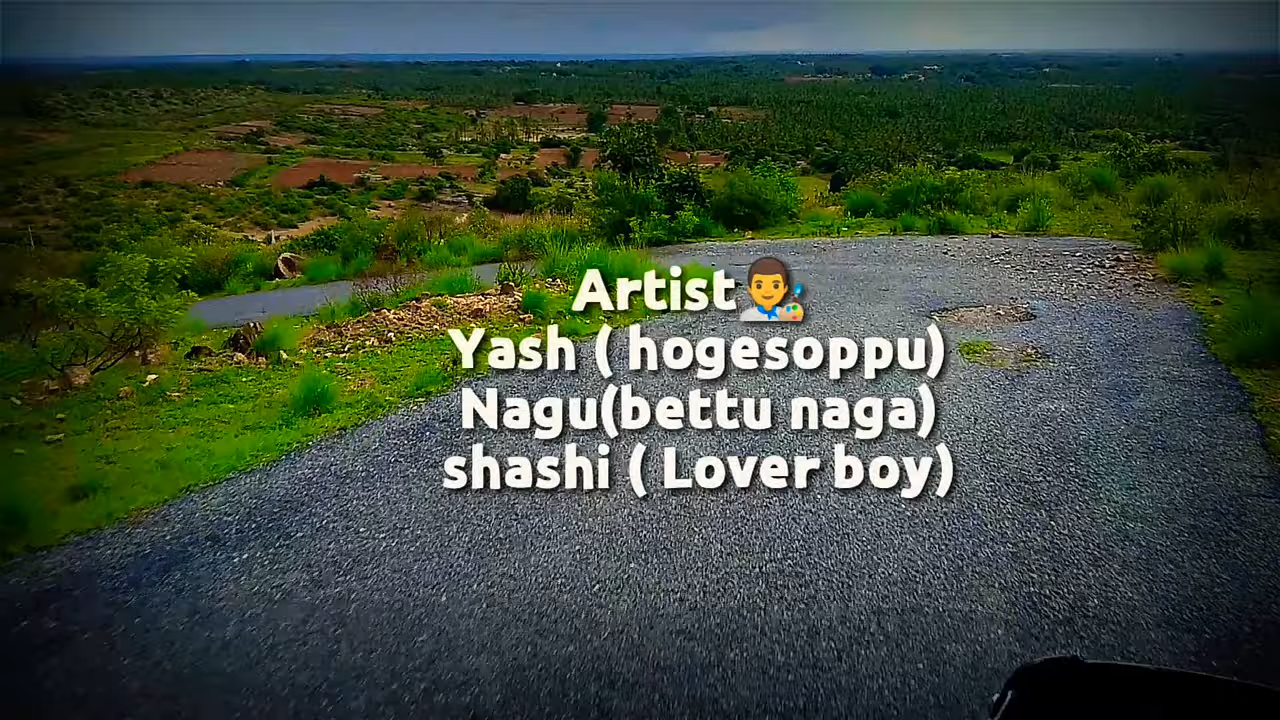 Artist👨‍🎨
Yash ( hogesoppu)
Nagu(bettu naga)
shashi ( Lover boy)